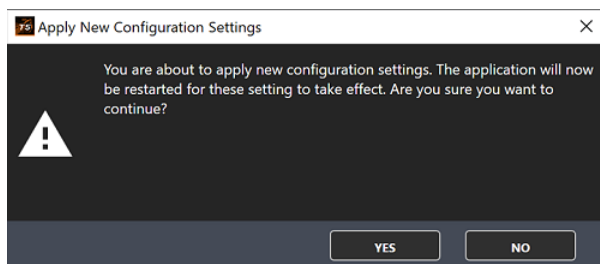 TS
Apply New Configuration Settings
You are about to apply new configuration settings. The application will now
be restarted for these setting to take effect. Are you sure you want to
continue?
YES
NO